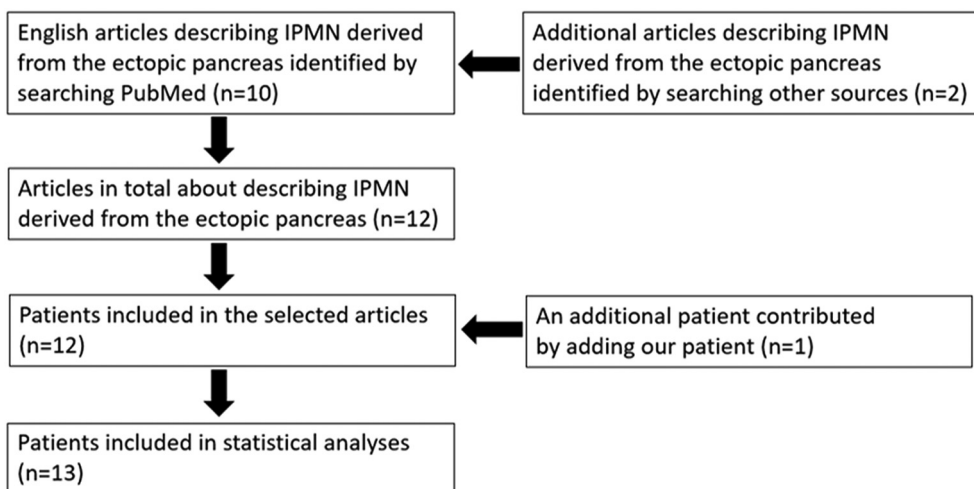 English articles describing IPMN derived
from the ectopic pancreas identified by
searching PubMed (n=10)
Additional articles describing IPMN
derived from the ectopic pancreas
identified by searching other sources (n=2)
Articles in total about describing IPMN
derived from the ectopic pancreas (n=12)
Patients included in the selected articles
(n=12)
An additional patient contributed
by adding our patient (n=1)
Patients included in statistical analyses
(n=13)